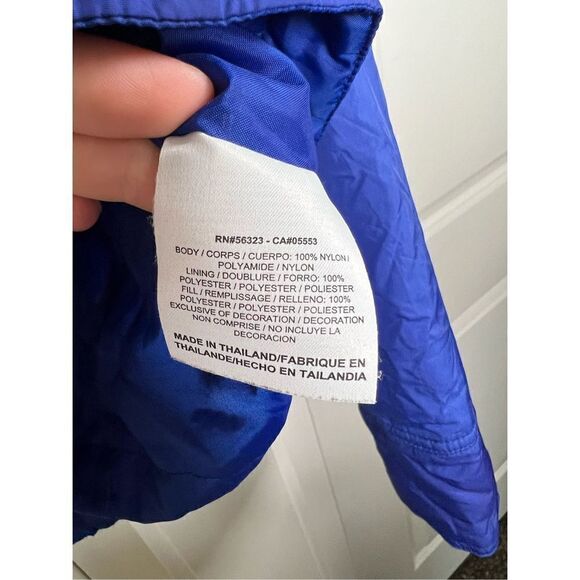 RN#56323 - CA#05553
BODY / CORPS / CUERPO: 100% NYLON /
POLYAMIDE / NYLON
LINING / DOUBLURE / FORRO: 100%
POLYESTER / POLYESTER / POLIESTER
FILL / REMPLISSAGE / RELLENO: 100%
POLYESTER / POLYESTER / POLIESTER
EXCLUSIVE OF DECORATION / DECORATION
NON COMPRISE / NO INCLUYE LA
DECORACION
MADE IN THAILAND/FABRIQUE EN
THAILANDE/HECHO EN TAILANDIA